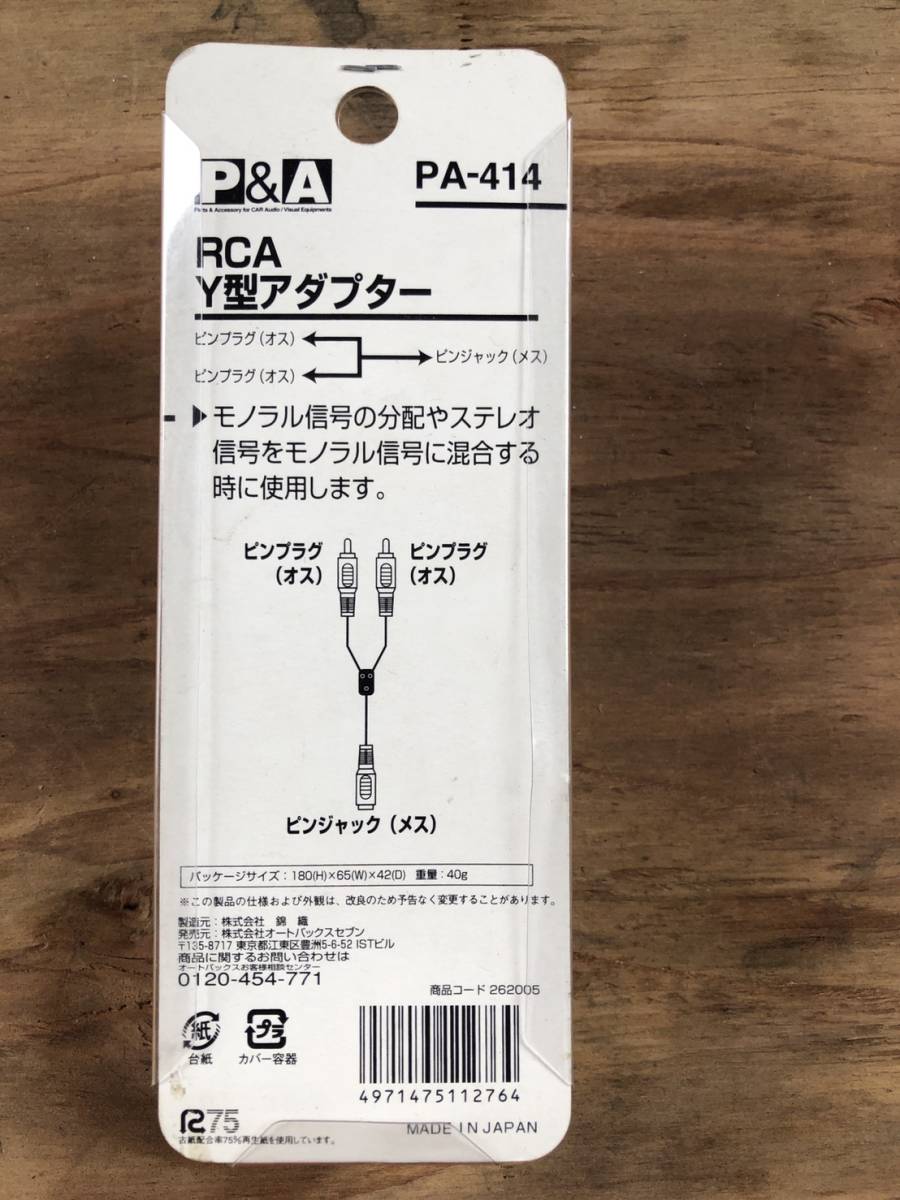 P&A
PA-414
Parts & Accessory for CAR Audio / Visual Equipments
RCA
Y型アダプター
ピンプラグ(オス)
ピンジャック(メス)
ピンプラグ(オス)
モノラル信号の分配やステレオ
信号をモノラル信号に混合する
時に使用します。
ピンプラグ
(オス)
ピンプラグ
(オス)
ピンジャック(メス)
パッケージサイズ:180(H)×65(W)×42(D) 重量:40g
※この製品の仕様および外観は、改良のため予告なく変更することがあります。
製造元:株式会社 錦 織
発売元:株式会社オートバックスセブン
〒135-8717 東京都江東区豊洲5-6-52 ISTビル
商品に関するお問い合わせは
オートバックスお客様相談センター
0120-454-771
商品コード 262005
紙
台紙
プラ
カバー容器
4971475112764
R75
古紙配合率75%再生紙を使用しています。
MADE IN JAPAN